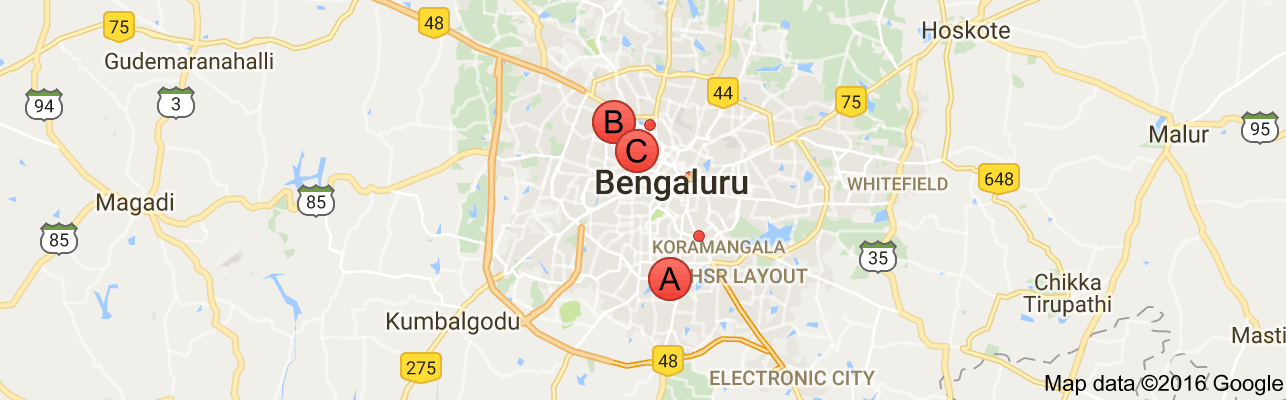 75
48
Hoskote
Gudemaranahalli
94
3
44
75
B
C
Malur
95
Bengaluru
WHITEFIELD
648
Magadi
85
85
KORAMANGALA
35
A
HSR LAYOUT
Chikka
Tirupathi
Kumbalgodu
Masti
275
48
ELECTRONIC CITY
Map data ©2016 Google